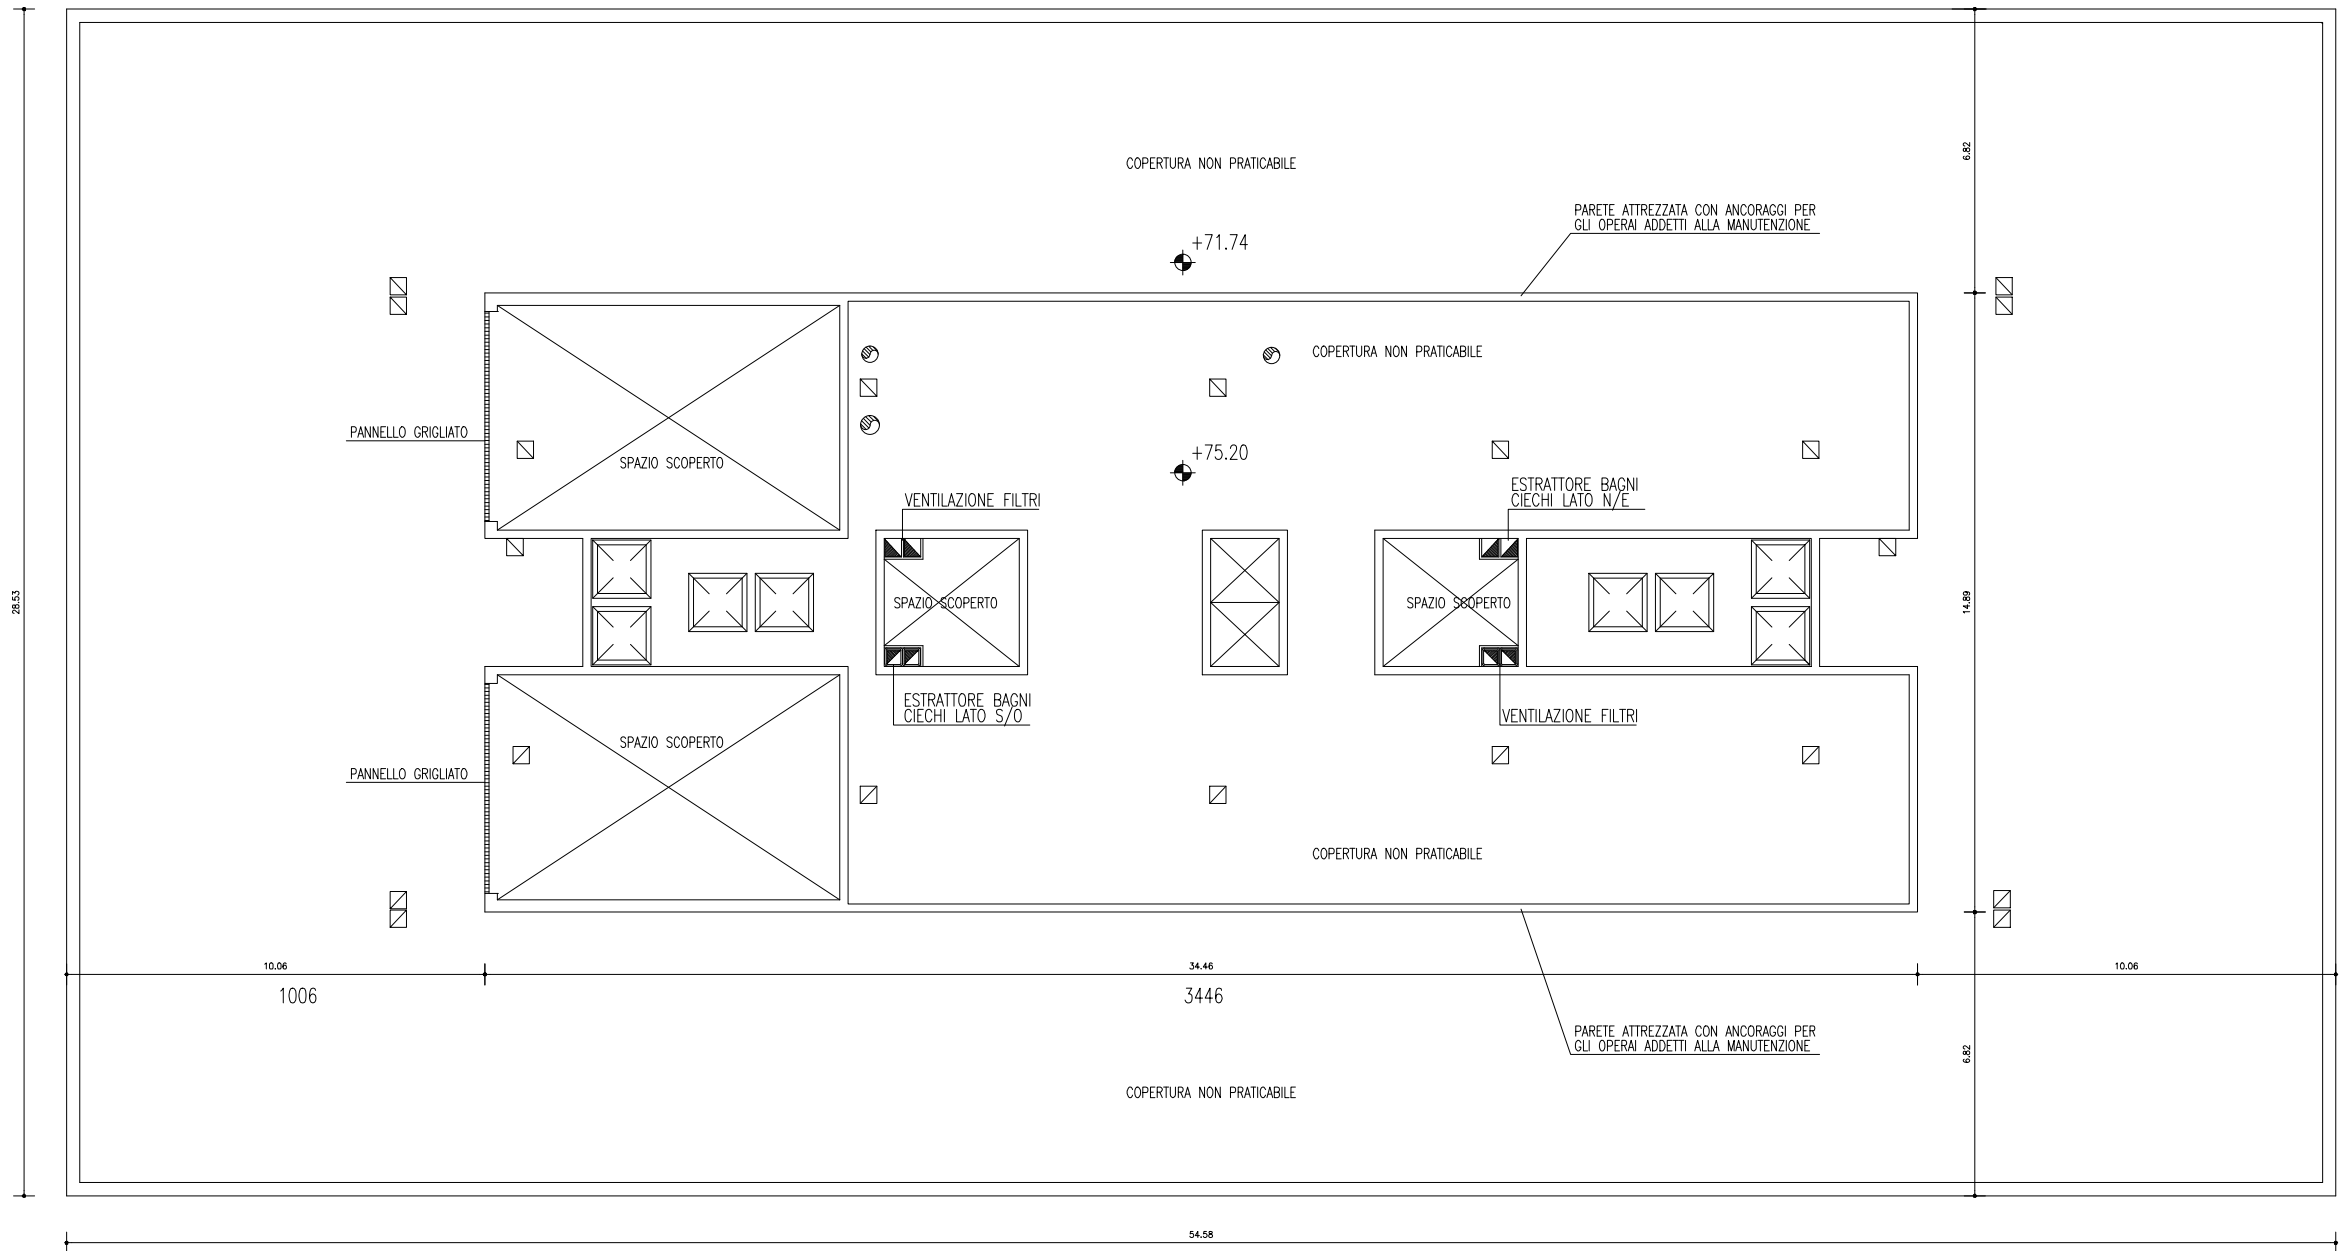 6.82
COPERTURA NON PRATICABILE
PARETE ATTREZZATA CON ANCORAGGI PER
GLI OPERAI ADDETTI ALLA MANUTENZIONE
+71.74
COPERTURA NON PRATICABILE
PANNELLO GRIGLIATO
SPAZIO SCOPERTO
+75.20
ESTRATTORE BAGNI
CIECHI LATO N/E
VENTILAZIONE FILTRI
28.53
SPAZIO SCOPERTO
SPAZIO SCOPERTO
14.89
ESTRATTORE BAGNI
CIECHI LATO S/O
VENTILAZIONE FILTRI
SPAZIO SCOPERTO
PANNELLO GRIGLIATO
COPERTURA NON PRATICABILE
10.06
34.46
10.06
1006
3446
PARETE ATTREZZATA CON ANCORAGGI PER
GLI OPERAI ADDETTI ALLA MANUTENZIONE
6.82
COPERTURA NON PRATICABILE
54.58